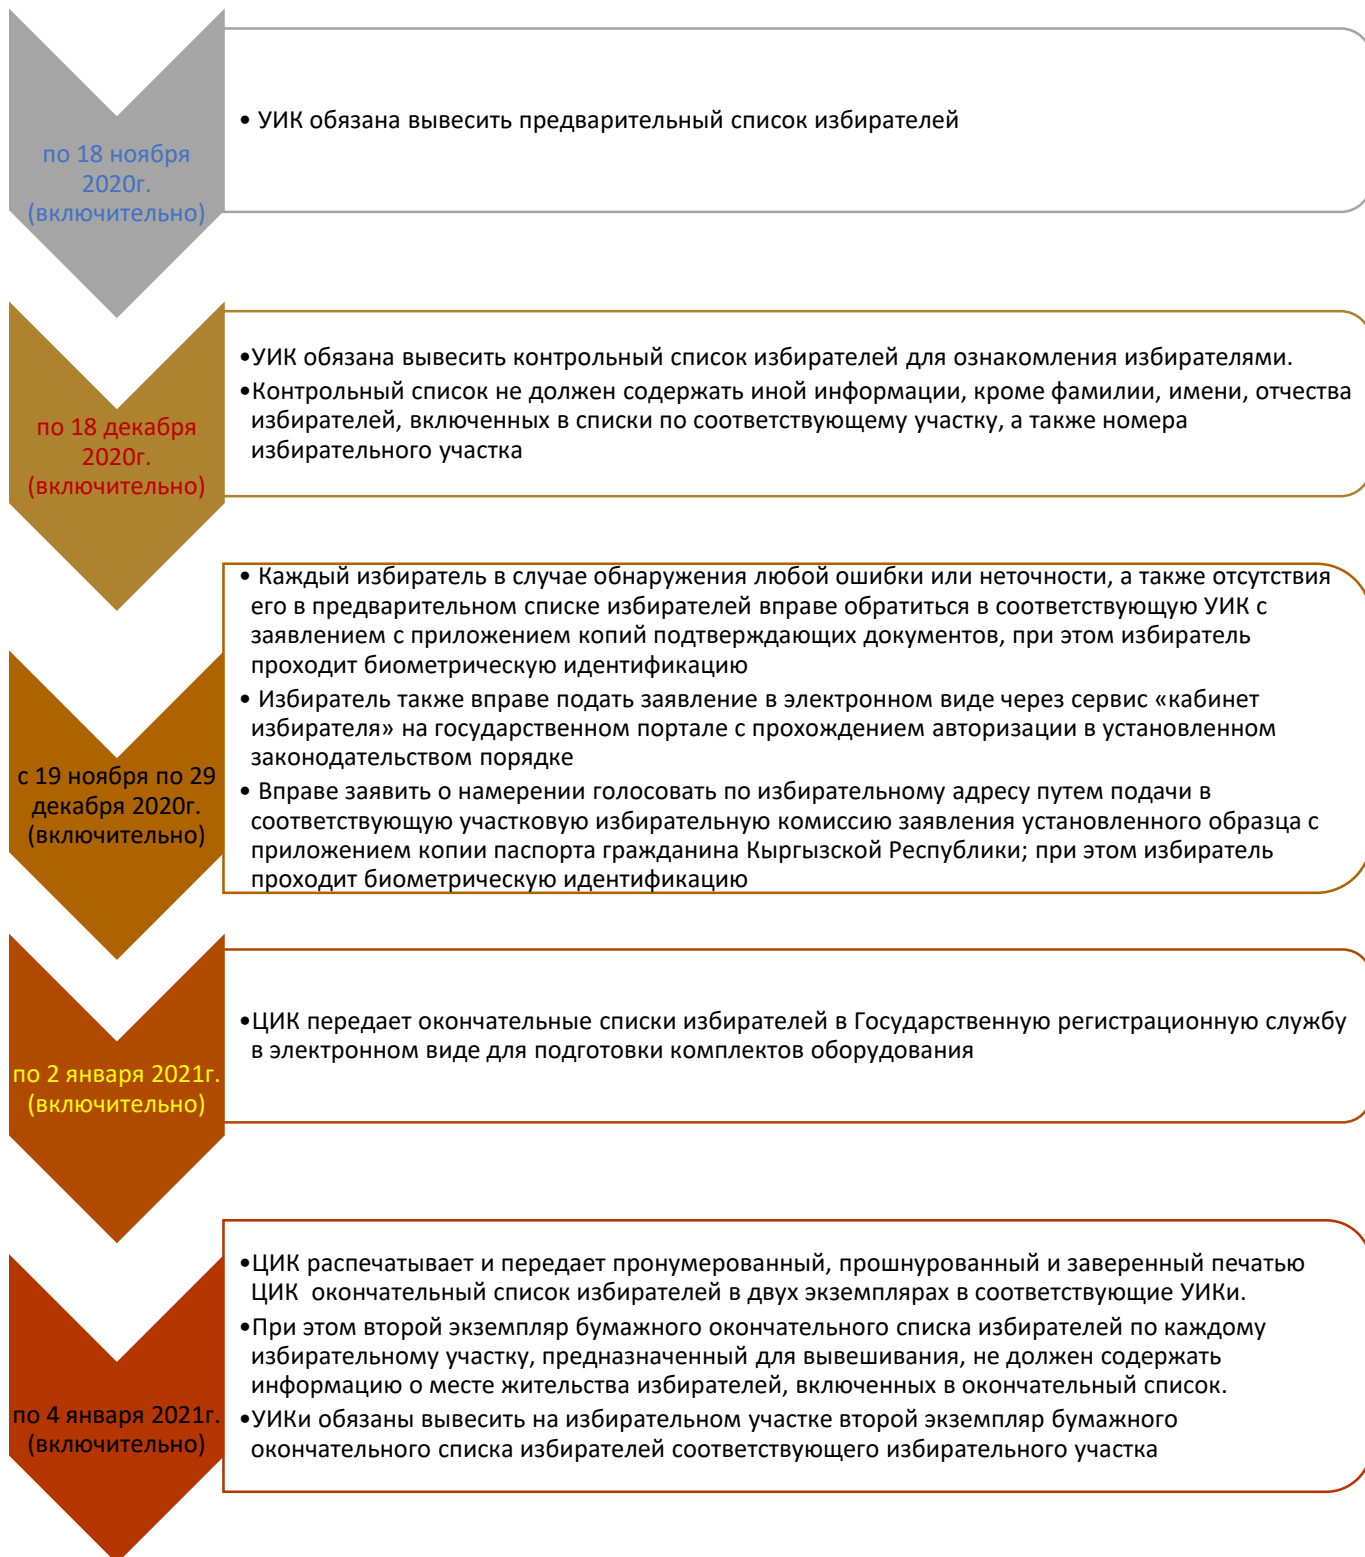 по 18 ноября
2020г.
(включительно)
• УИК обязана вывесить предварительный список избирателей
по 18 декабря
2020г.
(включительно)
•УИК обязана вывесить контрольный список избирателей для ознакомления избирателями.
•Контрольный список не должен содержать иной информации, кроме фамилии, имени, отчества
избирателей, включенных в списки по соответствующему участку, а также номера
избирательного участка
с 19 ноября по 29
декабря 2020г.
(включительно)
• Каждый избиратель в случае обнаружения любой ошибки или неточности, а также отсутствия
его в предварительном списке избирателей вправе обратиться в соответствующую УИК с
заявлением с приложением копий подтверждающих документов, при этом избиратель
проходит биометрическую идентификацию
• Избиратель также вправе подать заявление в электронном виде через сервис «кабинет
избирателя» на государственном портале с прохождением авторизации в установленном
законодательством порядке
• Вправе заявить о намерении голосовать по избирательному адресу путем подачи в
соответствующую участковую избирательную комиссию заявления установленного образца с
приложением копии паспорта гражданина Кыргызской Республики; при этом избиратель
проходит биометрическую идентификацию
по 2 января 2021г.
(включительно)
•ЦИК передает окончательные списки избирателей в Государственную регистрационную службу
в электронном виде для подготовки комплектов оборудования
по 4 января 2021г.
(включительно)
•ЦИК распечатывает и передает пронумерованный, прошнурованный и заверенный печатью
ЦИК окончательный список избирателей в двух экземплярах в соответствующие УИКи.
•При этом второй экземпляр бумажного окончательного списка избирателей по каждому
избирательному участку, предназначенный для вывешивания, не должен содержать
информацию о месте жительства избирателей, включенных в окончательный список.
•УИКи обязаны вывесить на избирательном участке второй экземпляр бумажного
окончательного списка избирателей соответствующего избирательного участка